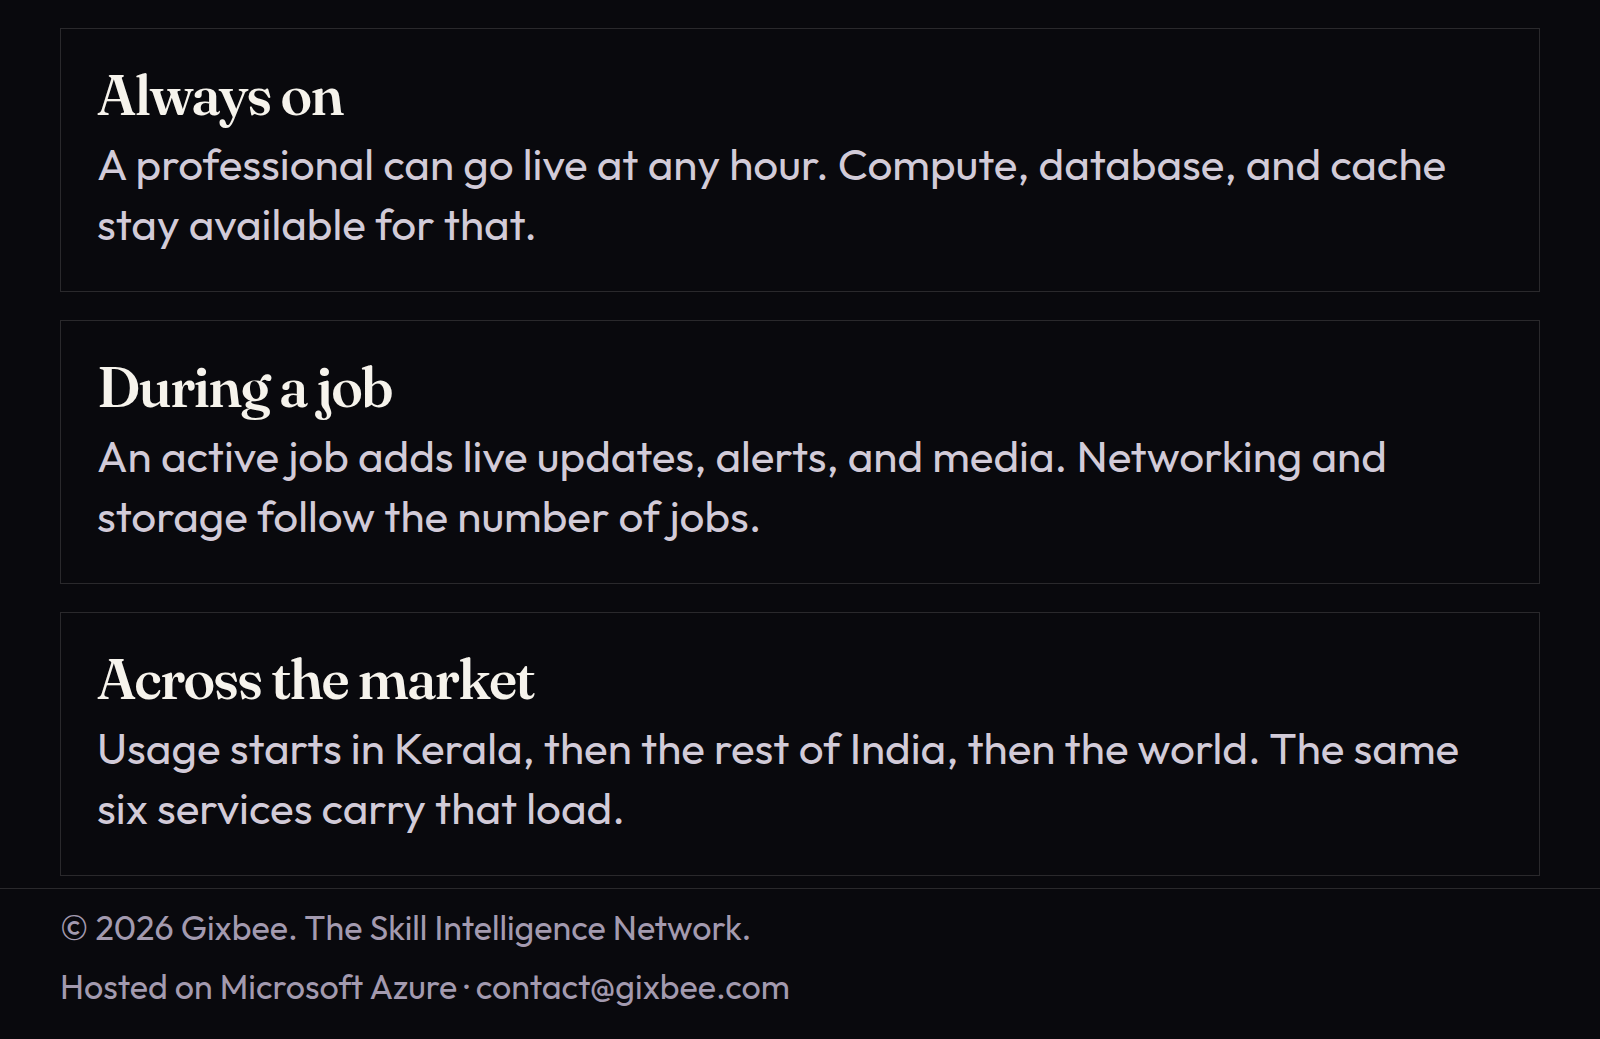 Always on
A professional can go live at any hour. Compute, database, and cache
stay available for that.
During a job
An active job adds live updates, alerts, and media. Networking and
storage follow the number of jobs.
Across the market
Usage starts in Kerala, then the rest of India, then the world. The same
six services carry that load.
© 2026 Gixbee. The Skill Intelligence Network.
Hosted on Microsoft Azure · contact@gixbee.com